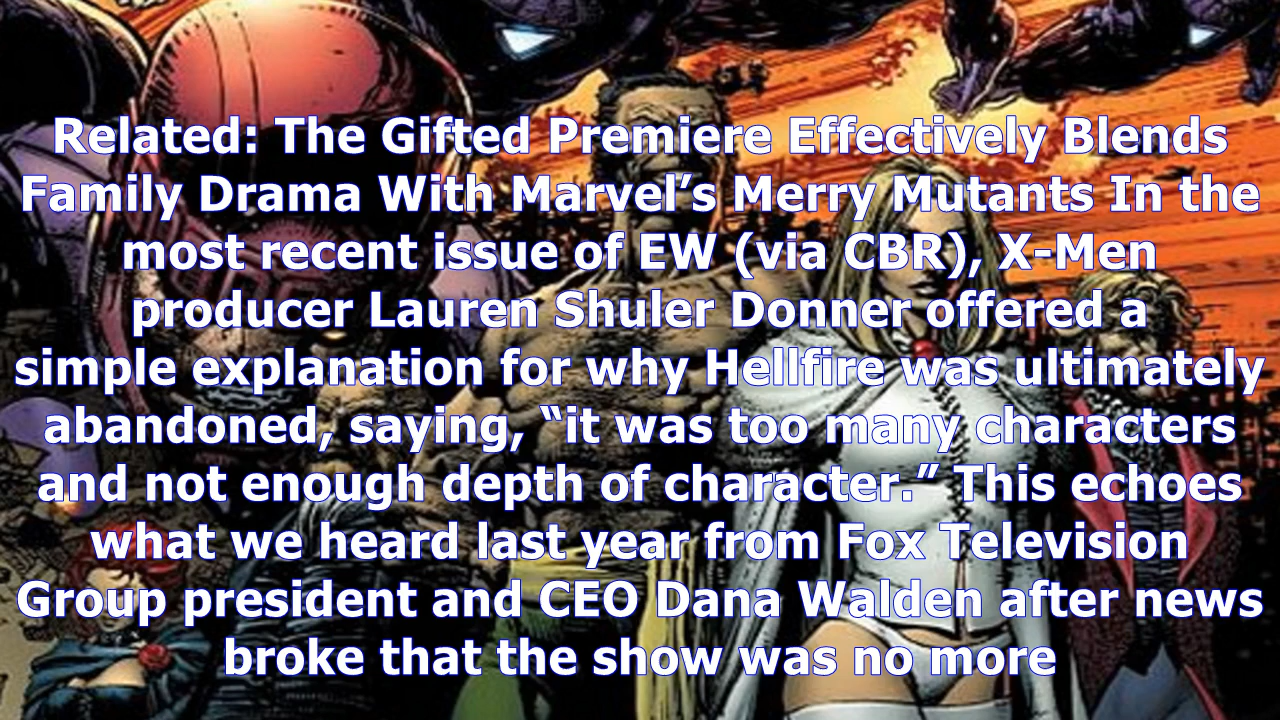 Related: The Gifted Premiere Effectively Blends
Family Drama With Marvel’s Merry Mutants In the
most recent issue of EW (via CBR), X-Men
producer Lauren Shuler Donner offered a
simple explanation for why Hellfire was ultimately
abandoned, saying, “it was too many characters
and not enough depth of character.” This echoes
what we heard last year from Fox Television
Group president and CEO Dana Walden after news
broke that the show was no more